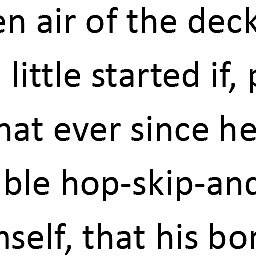 en air of the deck
little started if, p
hat ever since he
ble hop-skip-and
nself, that his bon